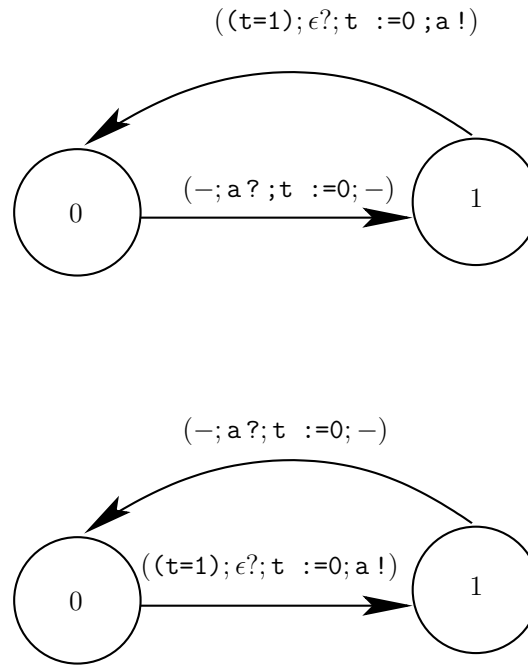 ((t=1); ϵ?; t :=0 ;a !)
(−; a ? ; t :=0; −)
0
1
(−; a ?; t :=0; −)
((t=1); ϵ?; t :=0; a !)
0
1